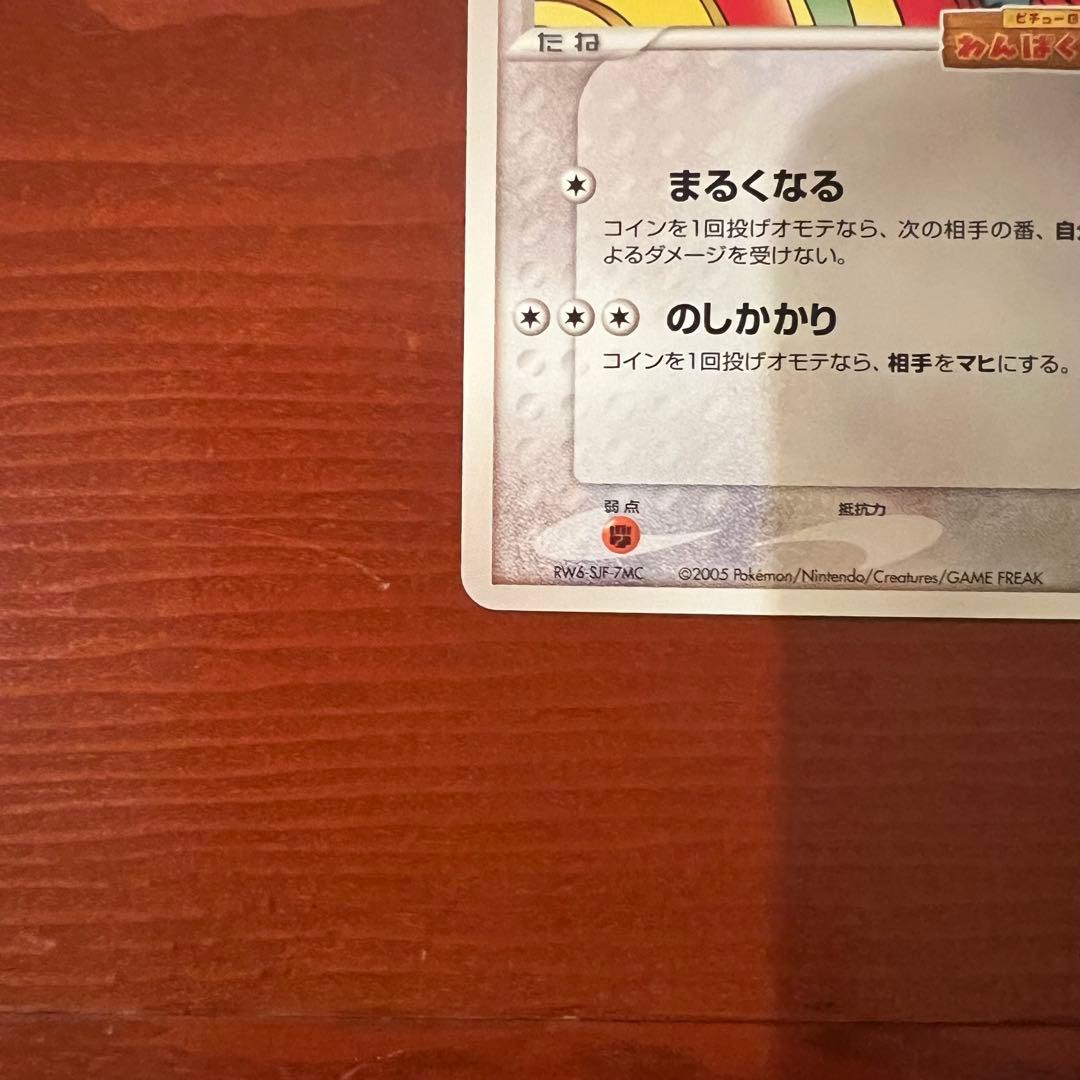 たね
ピチュー
わんぱく
まるくなる
コインを1回投げオモテなら、次の相手の番、自
よるダメージを受けない。
のしかかり
コインを1回投げオモテなら、相手をマヒにする。
弱点
抵抗力
RW6-SJF-7MC
©2005 Pokémon/Nintendo/Creatures/GAME FREAK